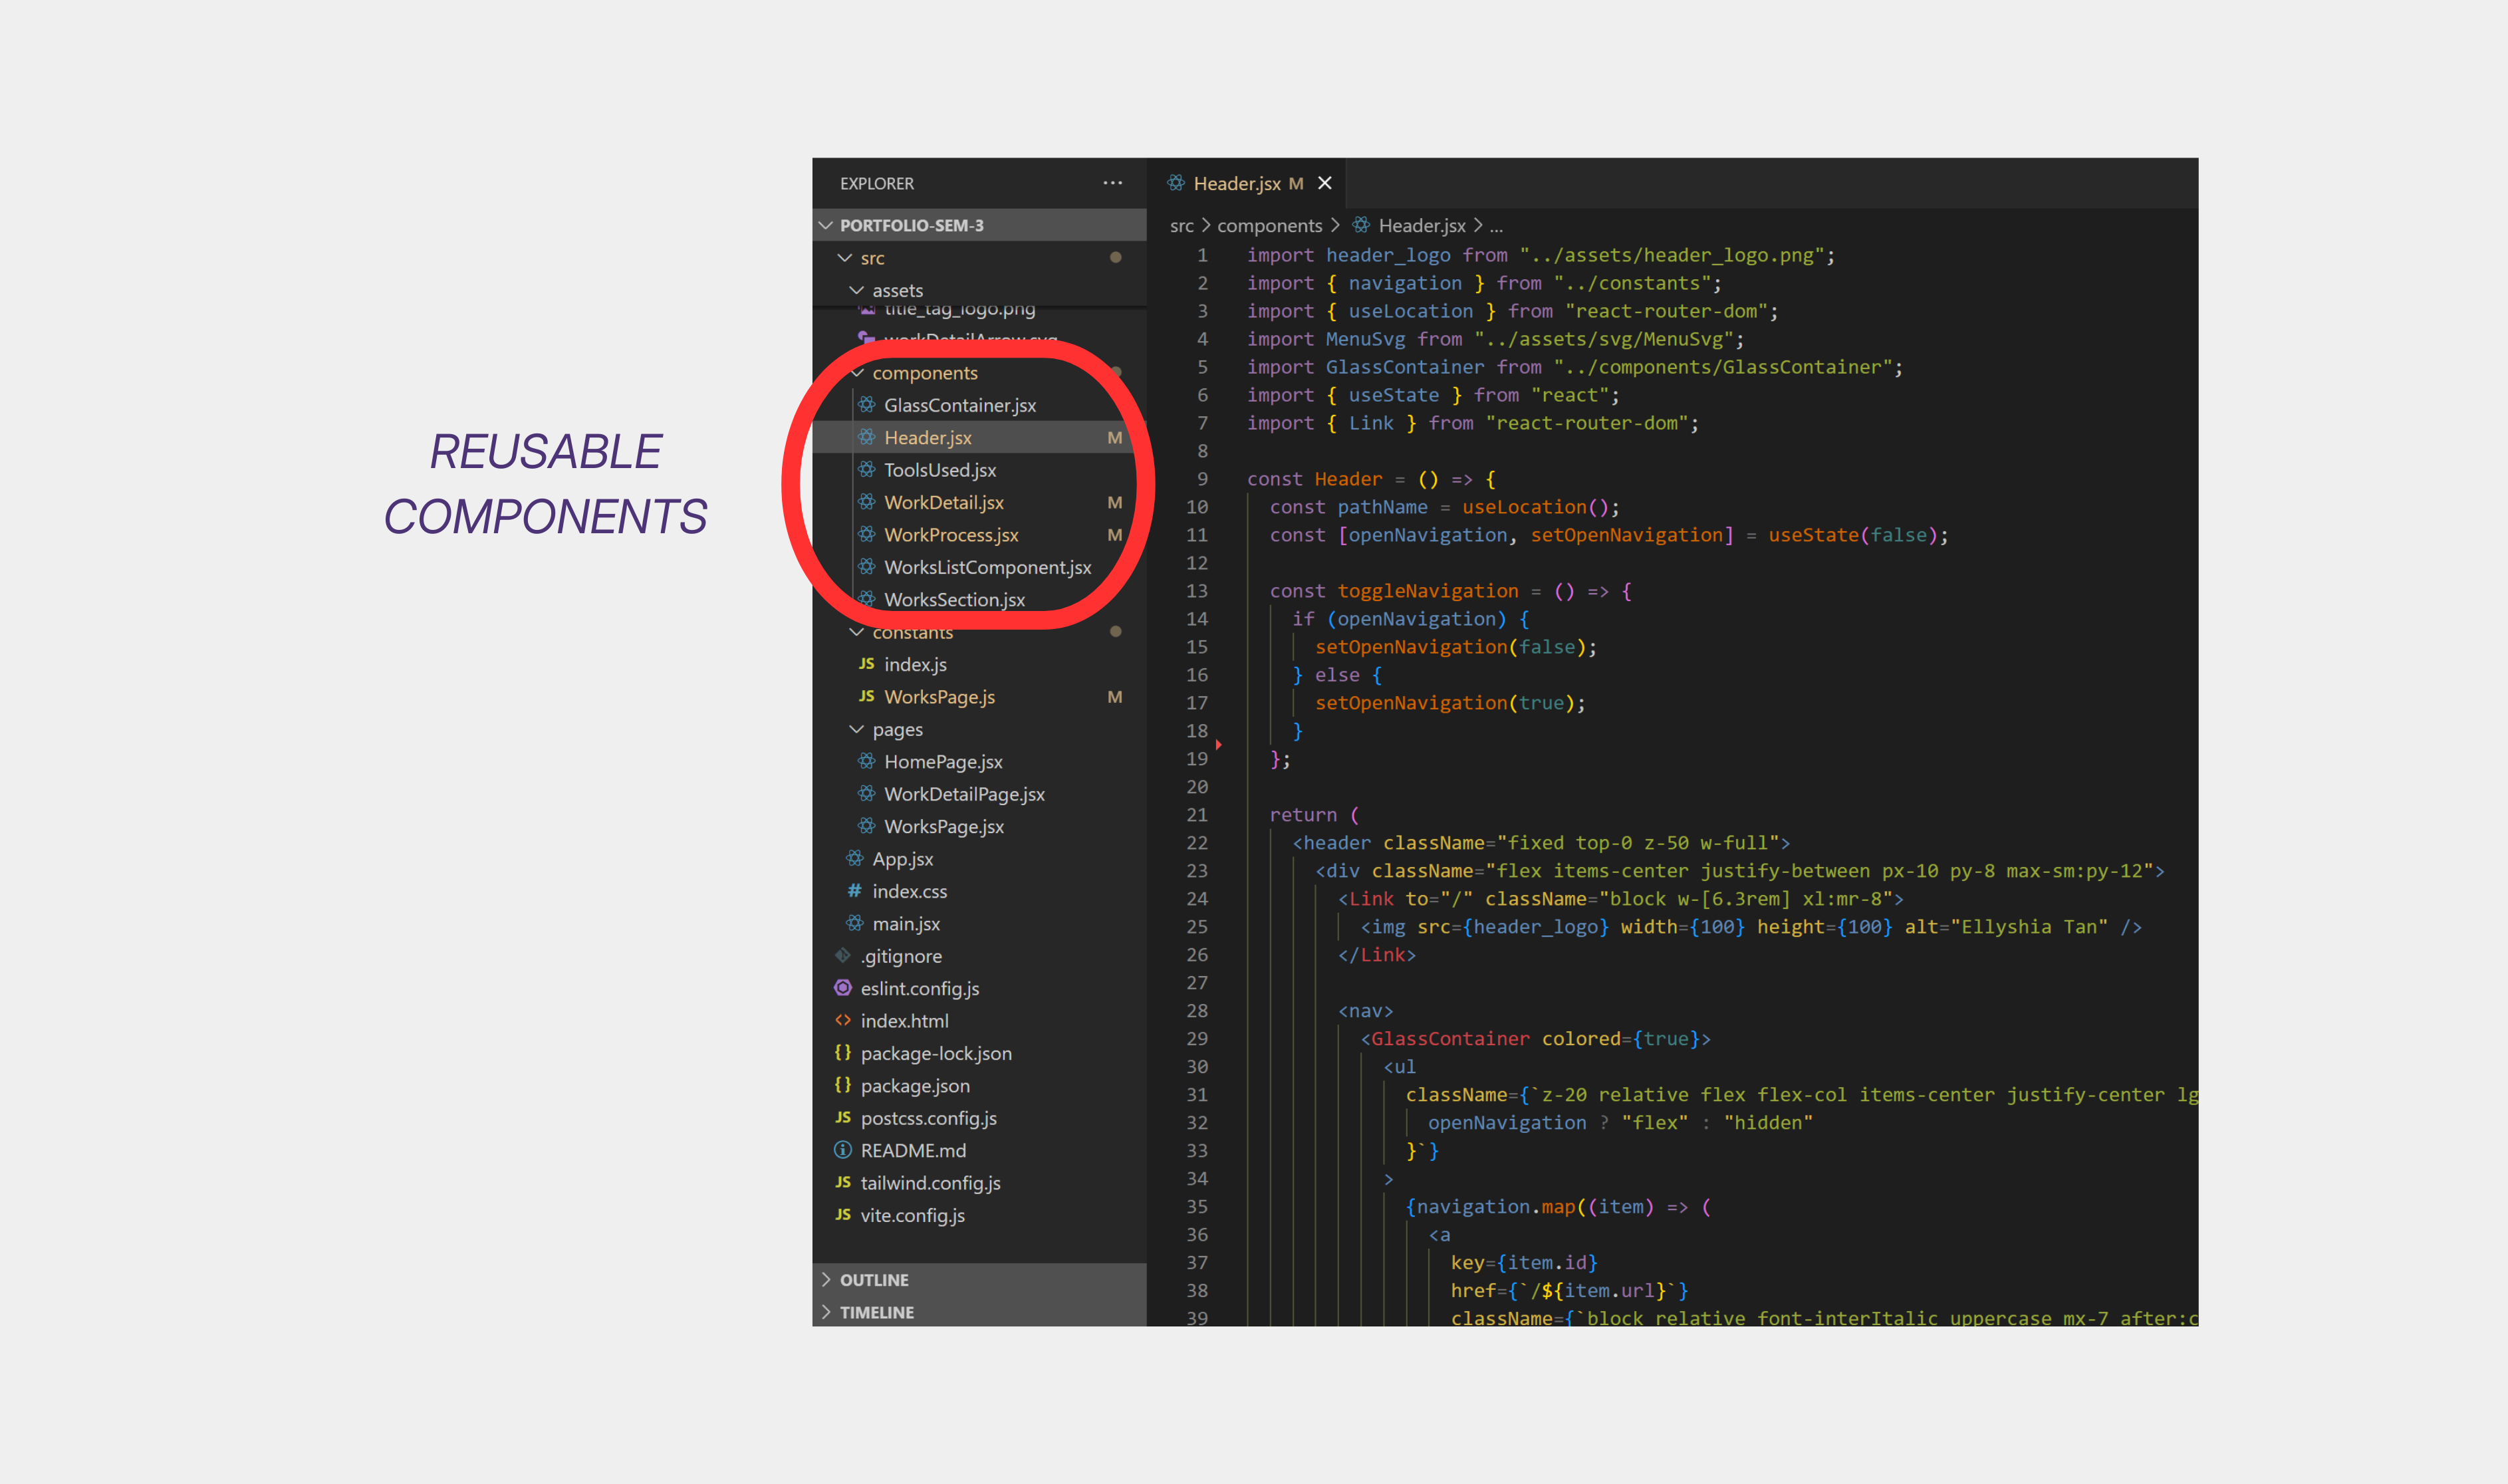 REUSABLE
COMPONENTS
EXPLORER
PORTFOLIO-SEM-3
src
assets
title_tag_logo.png
workDetailArrow.svg
components
GlassContainer.jsx
Header.jsx M
ToolsUsed.jsx
WorkDetail.jsx M
WorkProcess.jsx M
WorksListComponent.jsx
WorksSection.jsx
constants
JS index.js
JS WorksPage.js M
pages
HomePage.jsx
WorkDetailPage.jsx
WorksPage.jsx
App.jsx
# index.css
main.jsx
.gitignore
eslint.config.js
<> index.html
{} package-lock.json
{} package.json
JS postcss.config.js
README.md
JS tailwind.config.js
JS vite.config.js
OUTLINE
TIMELINE
Header.jsx M
src > components > Header.jsx > ...
1 import header_logo from "../assets/header_logo.png";
2 import { navigation } from "../constants";
3 import { useLocation } from "react-router-dom";
4 import MenuSvg from "../assets/svg/MenuSvg";
5 import GlassContainer from "../components/GlassContainer";
6 import { useState } from "react";
7 import { Link } from "react-router-dom";
8
9 const Header = () => {
10 const pathName = useLocation();
11 const [openNavigation, setOpenNavigation] = useState(false);
12
13 const toggleNavigation = () => {
14 if (openNavigation) {
15 setOpenNavigation(false);
16 } else {
17 setOpenNavigation(true);
18 }
19 };
20
21 return (
22 <header className="fixed top-0 z-50 w-full">
23 <div className="flex items-center justify-between px-10 py-8 max-sm:py-12">
24 <Link to="/" className="block w-[6.3rem] xl:mr-8">
25 <img src={header_logo} width={100} height={100} alt="Ellyshia Tan" />
26 </Link>
27
28 <nav>
29 <GlassContainer colored={true}>
30 <ul
31 className={`z-20 relative flex flex-col items-center justify-center lg
32 openNavigation ? "flex" : "hidden"
33 }`}
34 >
35 {navigation.map((item) => (
36 <a
37 key={item.id}
38 href={`/${item.url}`}
39 className={`block relative font-interItalic uppercase mx-7 after:c